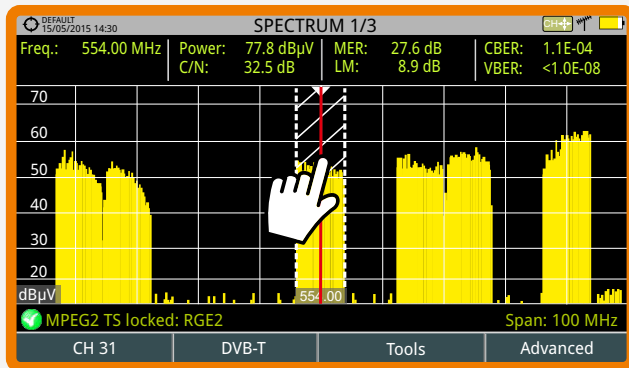 DEFAULT
15/05/2015 14:30
SPECTRUM 1/3
CH
Freq.: 554.00 MHz
Power: 77.8 dBµV
MER: 27.6 dB
CBER: 1.1E-04
C/N: 32.5 dB
LM: 8.9 dB
VBER: <1.0E-08
70
60
50
40
30
20
dBµV
554.00
MPEG2 TS locked: RGE2
Span: 100 MHz
CH 31
DVB-T
Tools
Advanced